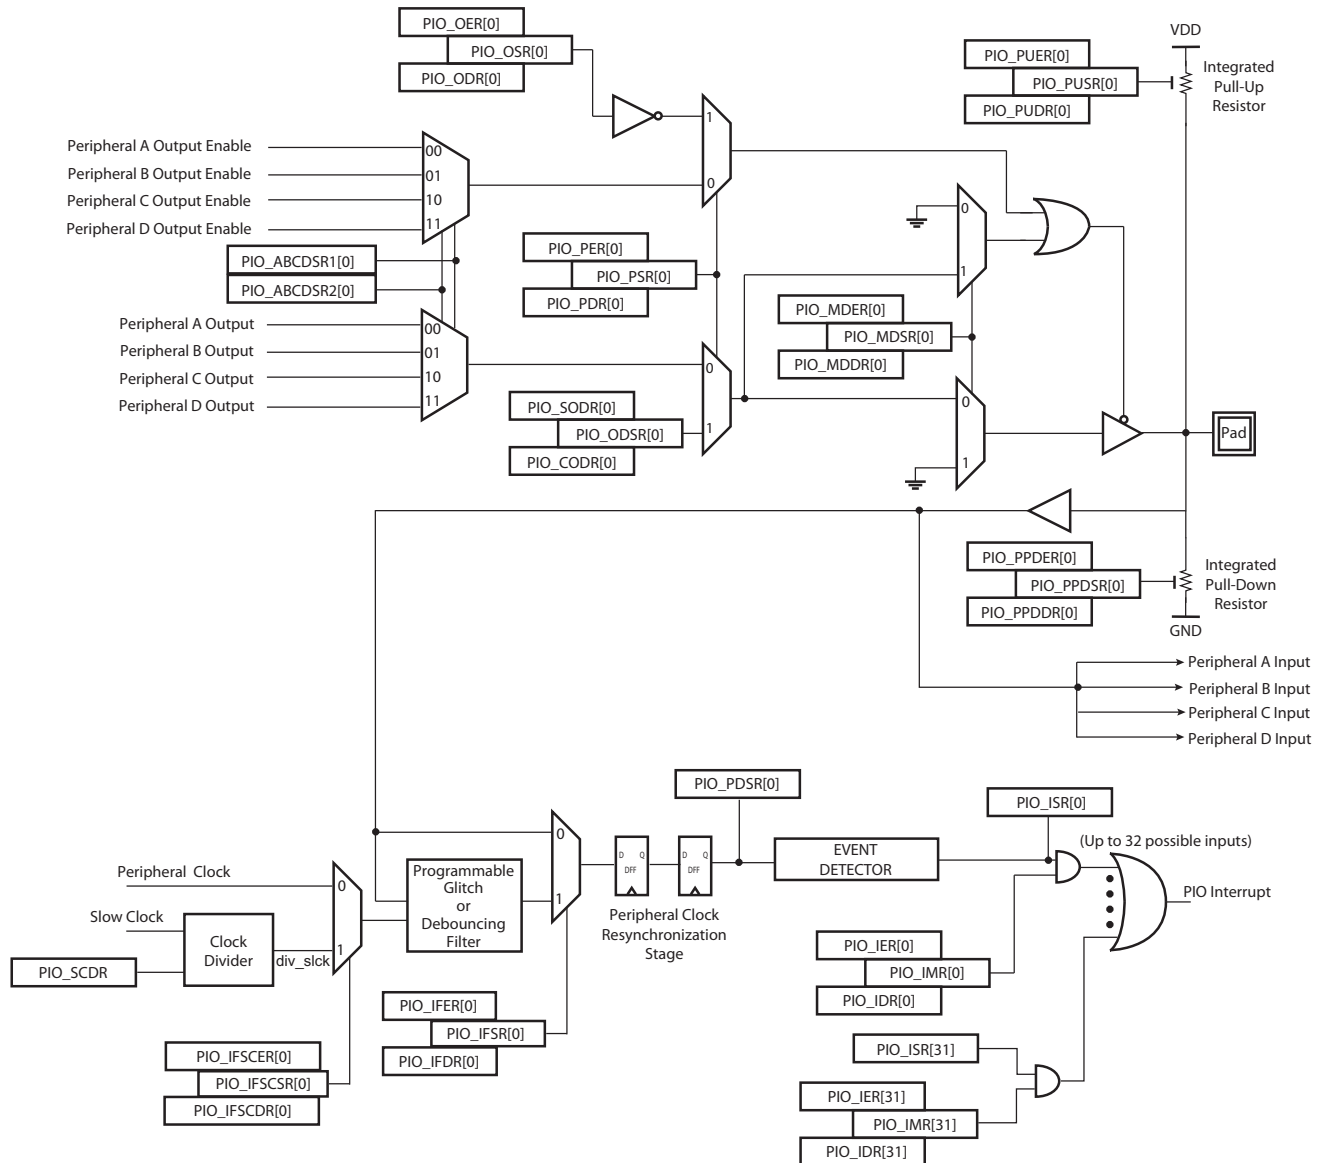 PIO_OER[0]
PIO_OSR[0]
PIO_ODR[0]
VDD
PIO_PUER[0]
PIO_PUSR[0]
PIO_PUDR[0]
Integrated
Pull-Up
Resistor
1
0
Peripheral A Output Enable
Peripheral B Output Enable
Peripheral C Output Enable
Peripheral D Output Enable
00
01
10
11
PIO_ABCDSR1[0]
PIO_ABCDSR2[0]
PIO_PER[0]
PIO_PSR[0]
PIO_PDR[0]
0
1
PIO_MDER[0]
PIO_MDSR[0]
PIO_MDDR[0]
Peripheral A Output
Peripheral B Output
Peripheral C Output
Peripheral D Output
00
01
10
11
0
1
PIO_SODR[0]
PIO_ODSR[0]
PIO_CODR[0]
0
1
Pad
PIO_PPDER[0]
PIO_PPDSR[0]
PIO_PPDDR[0]
Integrated
Pull-Down
Resistor
GND
Peripheral A Input
Peripheral B Input
Peripheral C Input
Peripheral D Input
PIO_PDSR[0]
PIO_ISR[0]
(Up to 32 possible inputs)
EVENT
DETECTOR
PIO Interrupt
0
1
D Q
DFF
D Q
DFF
Peripheral Clock
Resynchronization
Stage
Programmable
Glitch
or
Debouncing
Filter
Peripheral Clock
Slow Clock
0
1
Clock
Divider
div_slck
PIO_SCDR
PIO_IER[0]
PIO_IMR[0]
PIO_IDR[0]
PIO_IFER[0]
PIO_IFSR[0]
PIO_IFDR[0]
PIO_IFSCER[0]
PIO_IFSCSR[0]
PIO_IFSCDR[0]
PIO_ISR[31]
PIO_IER[31]
PIO_IMR[31]
PIO_IDR[31]